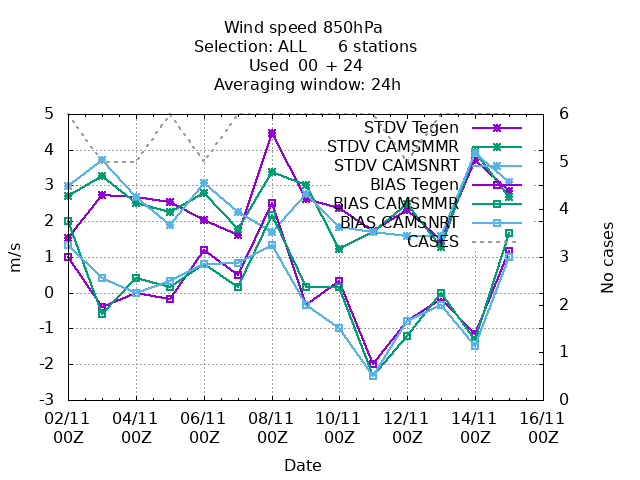 Wind speed 850hPa
Selection: ALL 6 stations
Used 00 + 24
Averaging window: 24h
5
4
3
2
1
0
-1
-2
-3
m/s
6
5
4
3
2
1
0
No cases
STDV Tegen
STDV CAMSMMR
STDV CAMSNRT
BIAS Tegen
BIAS CAMSMMR
BIAS CAMSNRT
CASES
02/11 04/11 06/11 08/11 10/11 12/11 14/11 16/11
00Z 00Z 00Z 00Z 00Z 00Z 00Z 00Z
Date